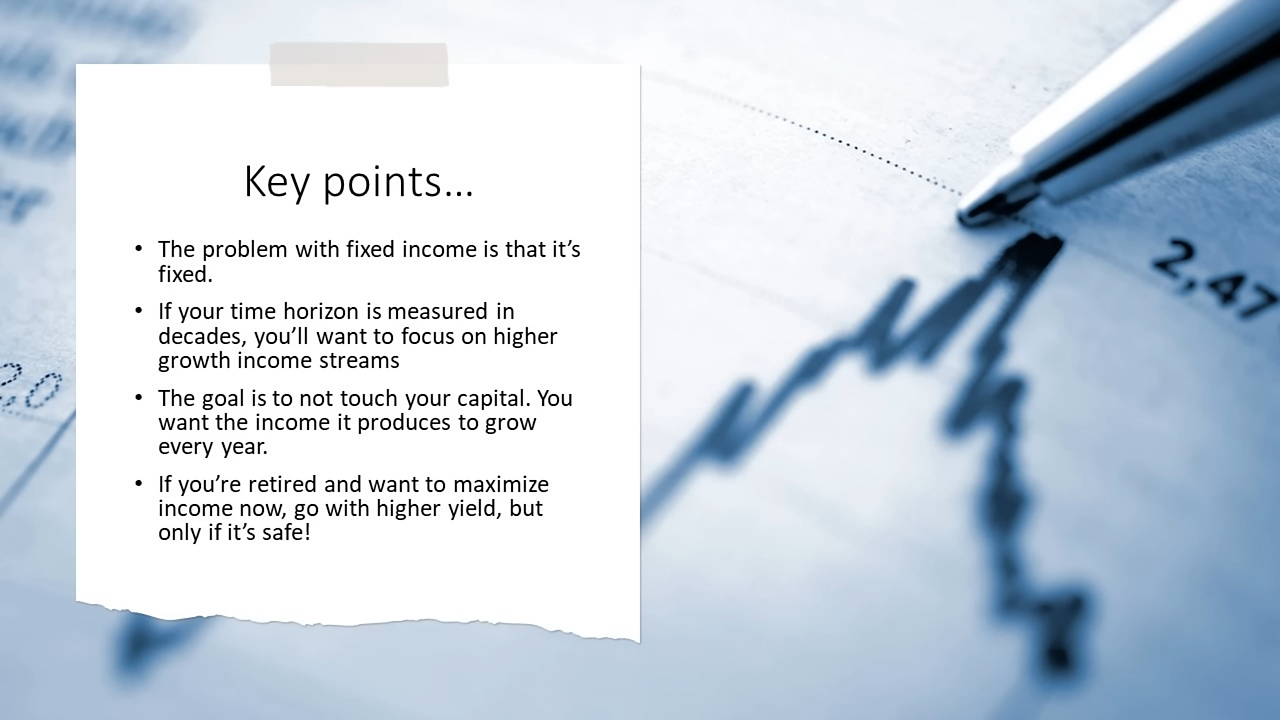 Key points…
• The problem with fixed income is that it’s
fixed.
• If your time horizon is measured in
decades, you’ll want to focus on higher
growth income streams
• The goal is to not touch your capital. You
want the income it produces to grow
every year.
• If you’re retired and want to maximize
income now, go with higher yield, but
only if it’s safe!
2,47
2,0